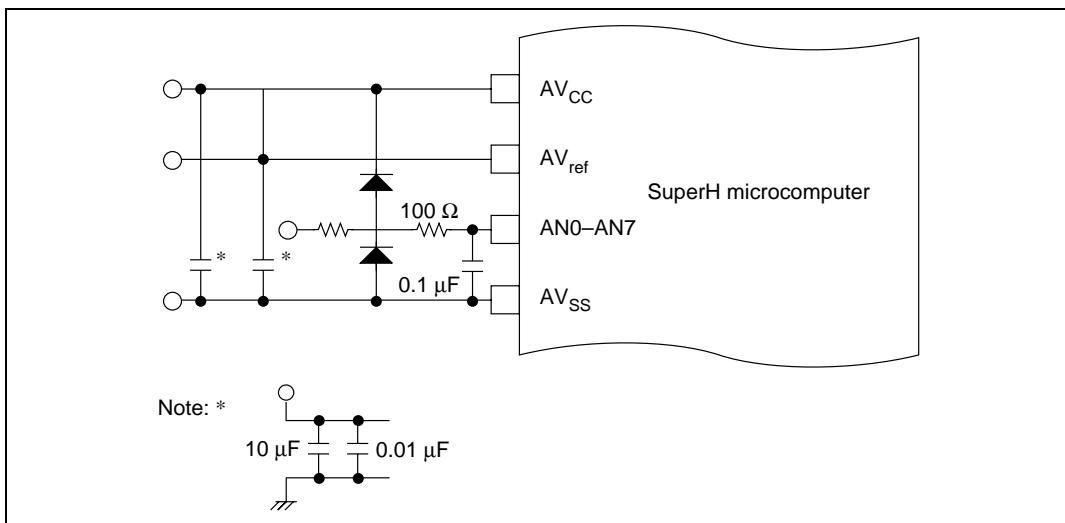 AVCC
AVref
SuperH microcomputer
100 Ω
AN0–AN7
0.1 µF
AVSS
*
*
Note: *
10 µF
0.01 µF